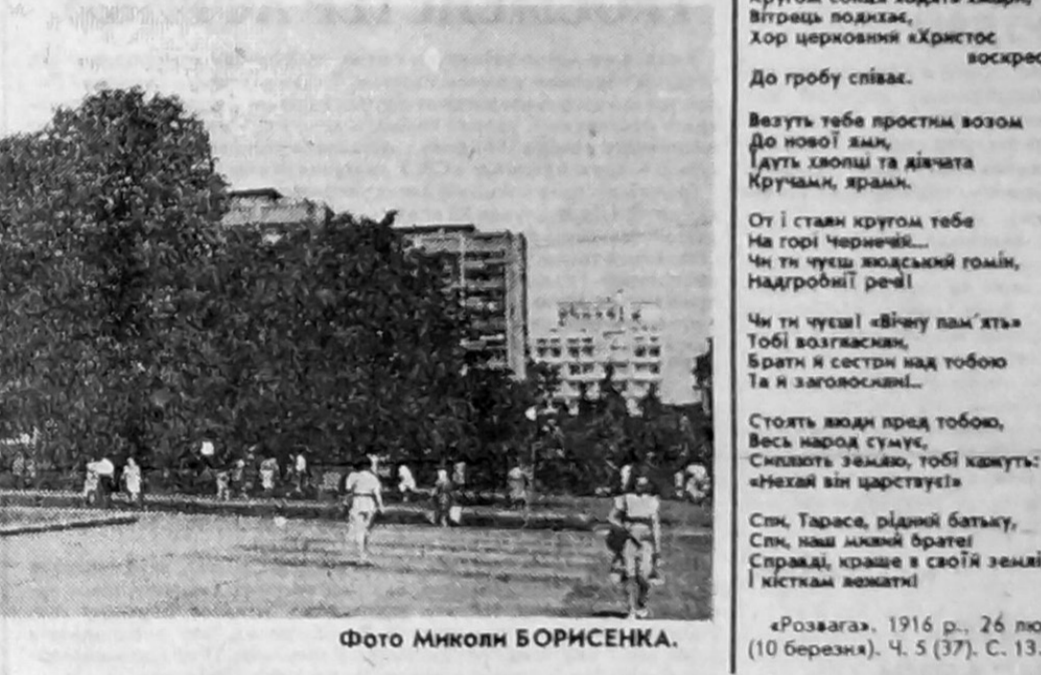 Фото Миколи БОРИСЕНКА.
Вітрець подихає,
Хор церковний «Христос
воскрес
До гробу співає.
Везуть тебе простим возом
До нової ями,
Ідуть хлопці та дівчата
Кручами, ярами.
От і стали кругом тебе
На горі Чернечій...
Чи ти чуєш людський гомін,
Надгробнії речі!
Чи ти чуєш! «Вічну пам'ять»
Тобі возгласили,
Брати й сестри над тобою
Та й заголосили!..
Стоять люди пред тобою,
Весь народ сумує,
Сиплють землю, тобі кажуть:
«Нехай він царствує!»
Спи, Тарасе, рідний батьку,
Спи, наш милий брате!
Справді, краще в своїй землі
І кісткам лежати!
«Розвага». 1916 р., 26 лю
(10 березня). Ч. 5 (37). С. 13.